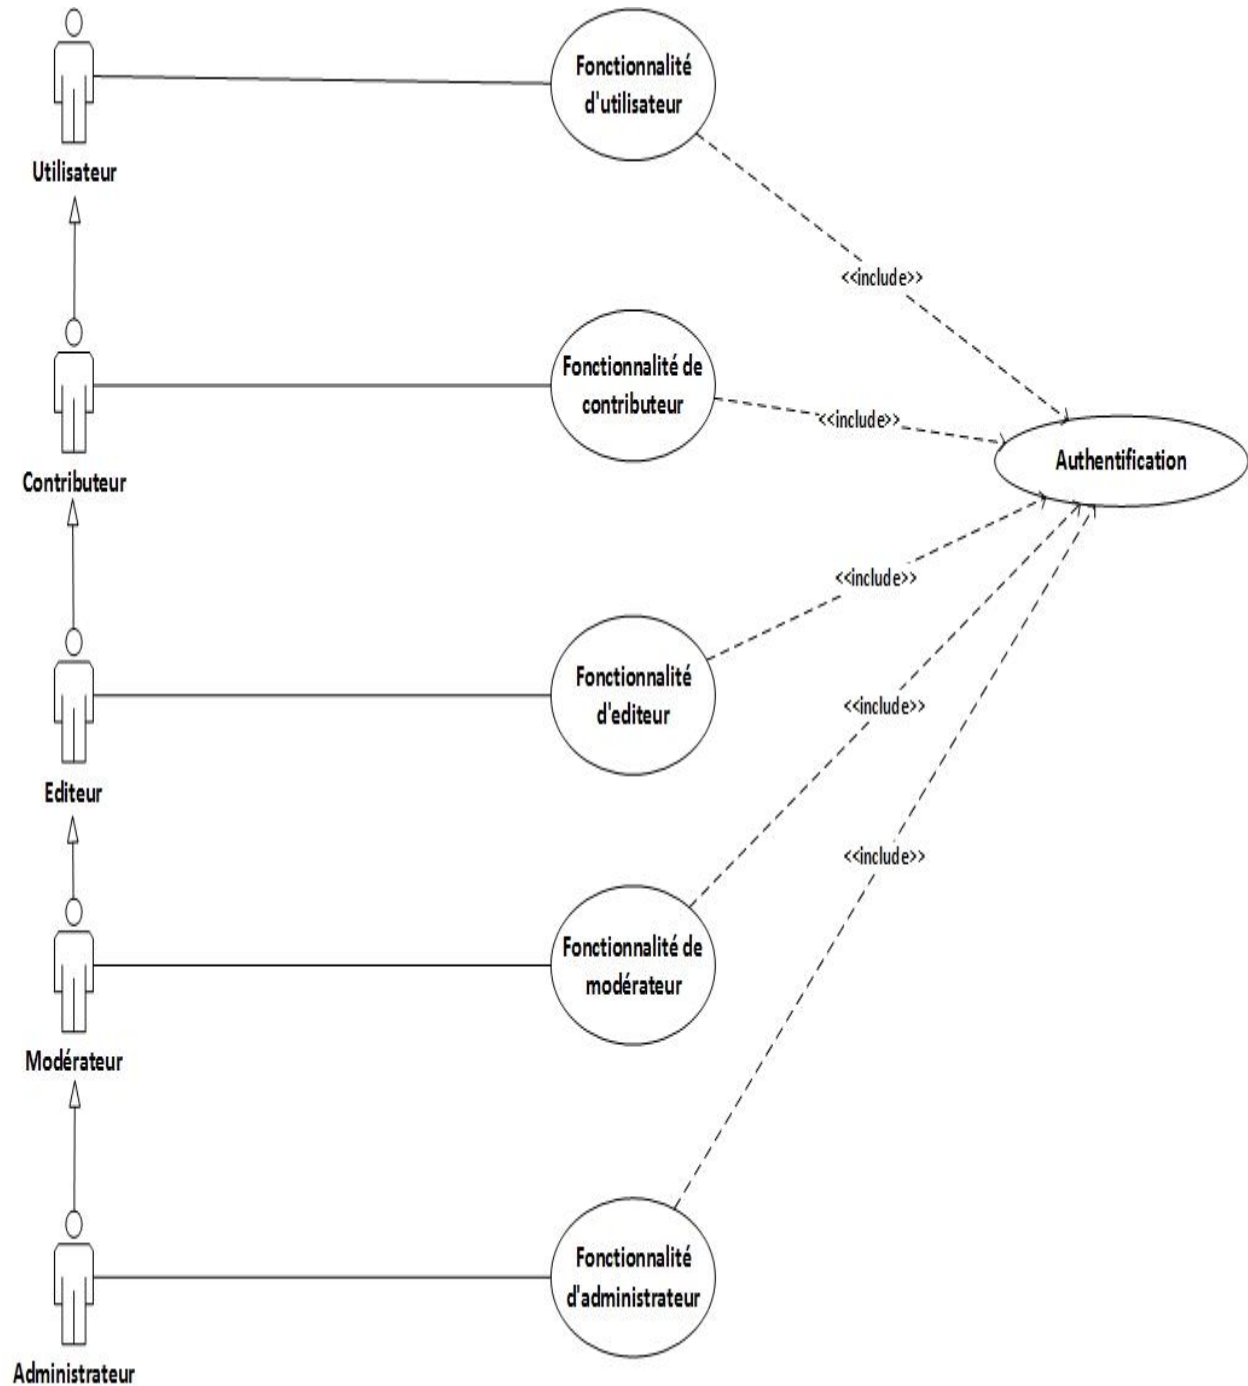 Fonctionnalité
d'utilisateur
Utilisateur
<<include>>
Fonctionnalité de
contributeur
<<include>>
Authentification
Contributeur
<<include>>
Fonctionnalité
d'editeur
<<include>>
Editeur
<<include>>
Fonctionnalité de
modérateur
Modérateur
Fonctionnalité
d'administrateur
Administrateur